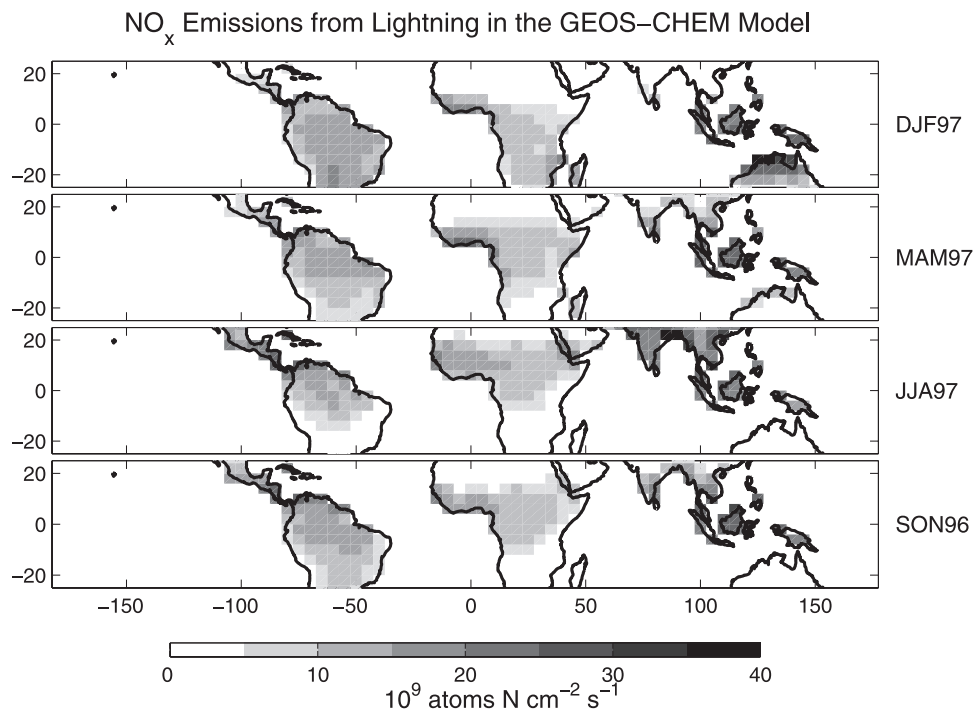 NOx Emissions from Lightning in the GEOS−CHEM Model
20
0
−20
DJF97
20
0
−20
MAM97
20
0
−20
JJA97
20
0
−20
SON96
−150 −100 −50 0 50 100 150
0 10 20 30 40
10⁹ atoms N cm⁻² s⁻¹